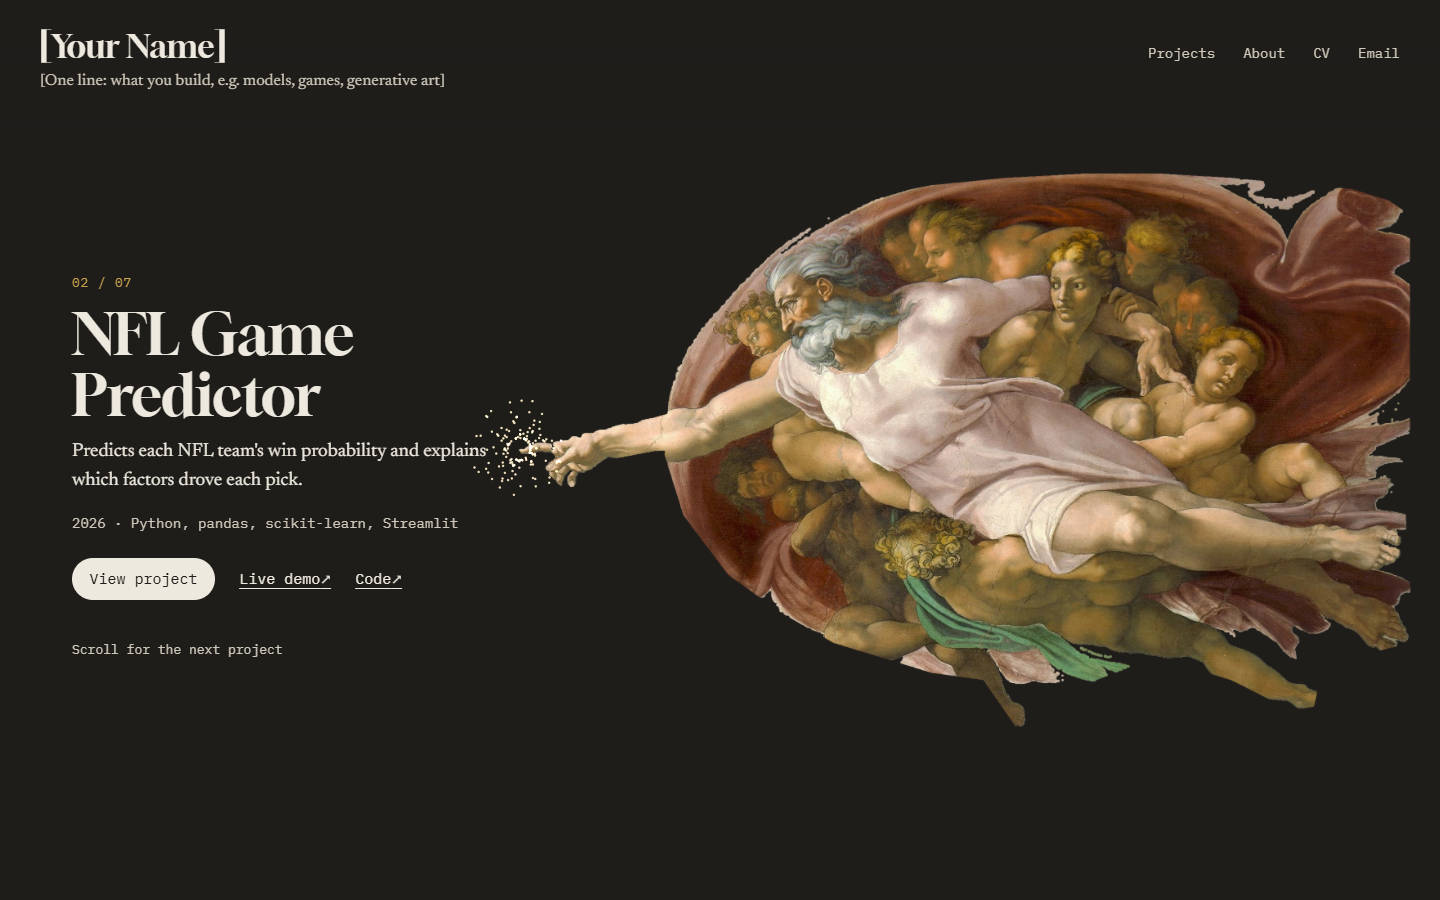 [Your Name]
[One line: what you build, e.g. models, games, generative art]
Projects About CV Email
02 / 07
NFL Game
Predictor
Predicts each NFL team's win probability and explains
which factors drove each pick.
2026 · Python, pandas, scikit-learn, Streamlit
View project Live demo↗ Code↗
Scroll for the next project